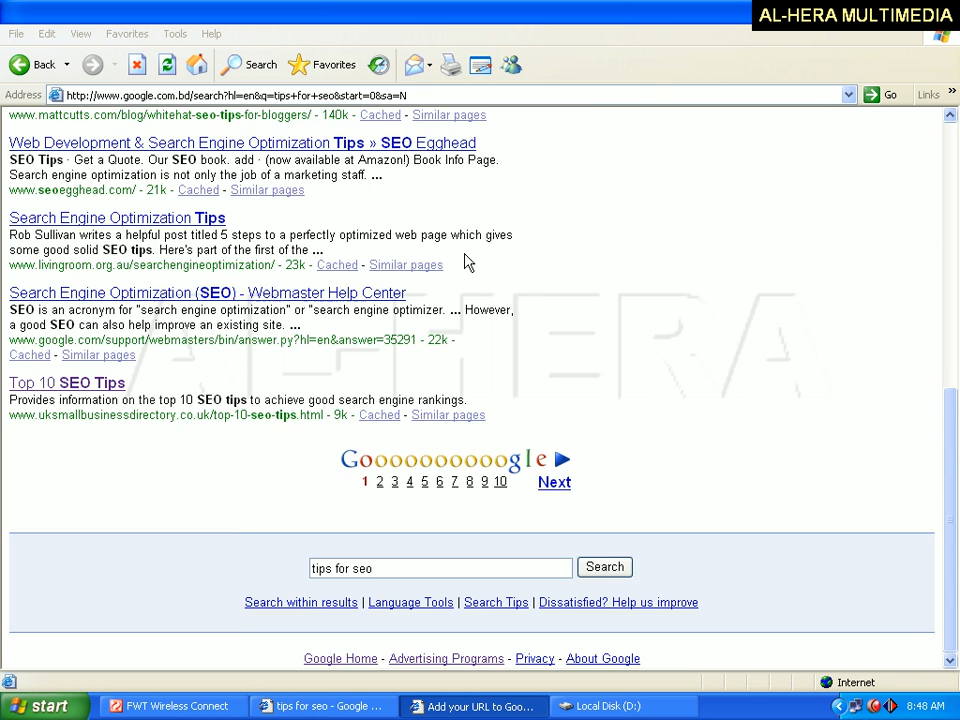 AL-HERA MULTIMEDIA
File Edit View Favorites Tools Help
Back Search Favorites
Address http://www.google.com.bd/search?hl=en&q=tips+for+seo&start=0&sa=N Go Links »
www.mattcutts.com/blog/whitehat-seo-tips-for-bloggers/ - 140k - Cached - Similar pages
Web Development & Search Engine Optimization Tips » SEO Egghead
SEO Tips · Get a Quote. Our SEO book. add · (now available at Amazon!) Book Info Page.
Search engine optimization is not only the job of a marketing staff. ...
www.seoegghead.com/ - 21k - Cached - Similar pages
Search Engine Optimization Tips
Rob Sullivan writes a helpful post titled 5 steps to a perfectly optimized web page which gives
some good solid SEO tips. Here's part of the first of the ...
www.livingroom.org.au/searchengineoptimization/ - 23k - Cached - Similar pages
Search Engine Optimization (SEO) - Webmaster Help Center
SEO is an acronym for "search engine optimization" or "search engine optimizer. ... However,
a good SEO can also help improve an existing site. ...
www.google.com/support/webmasters/bin/answer.py?hl=en&answer=35291 - 22k -
Cached - Similar pages
AL-HERA
Top 10 SEO Tips
Provides information on the top 10 SEO tips to achieve good search engine rankings.
www.uksmallbusinessdirectory.co.uk/top-10-seo-tips.html - 9k - Cached - Similar pages
Goooooooooogle
1 2 3 4 5 6 7 8 9 10 Next
tips for seo Search
Search within results | Language Tools | Search Tips | Dissatisfied? Help us improve
Google Home - Advertising Programs - Privacy - About Google
Internet
start FWT Wireless Connect tips for seo - Google ... Add your URL to Goo... Local Disk (D:) 8:48 AM